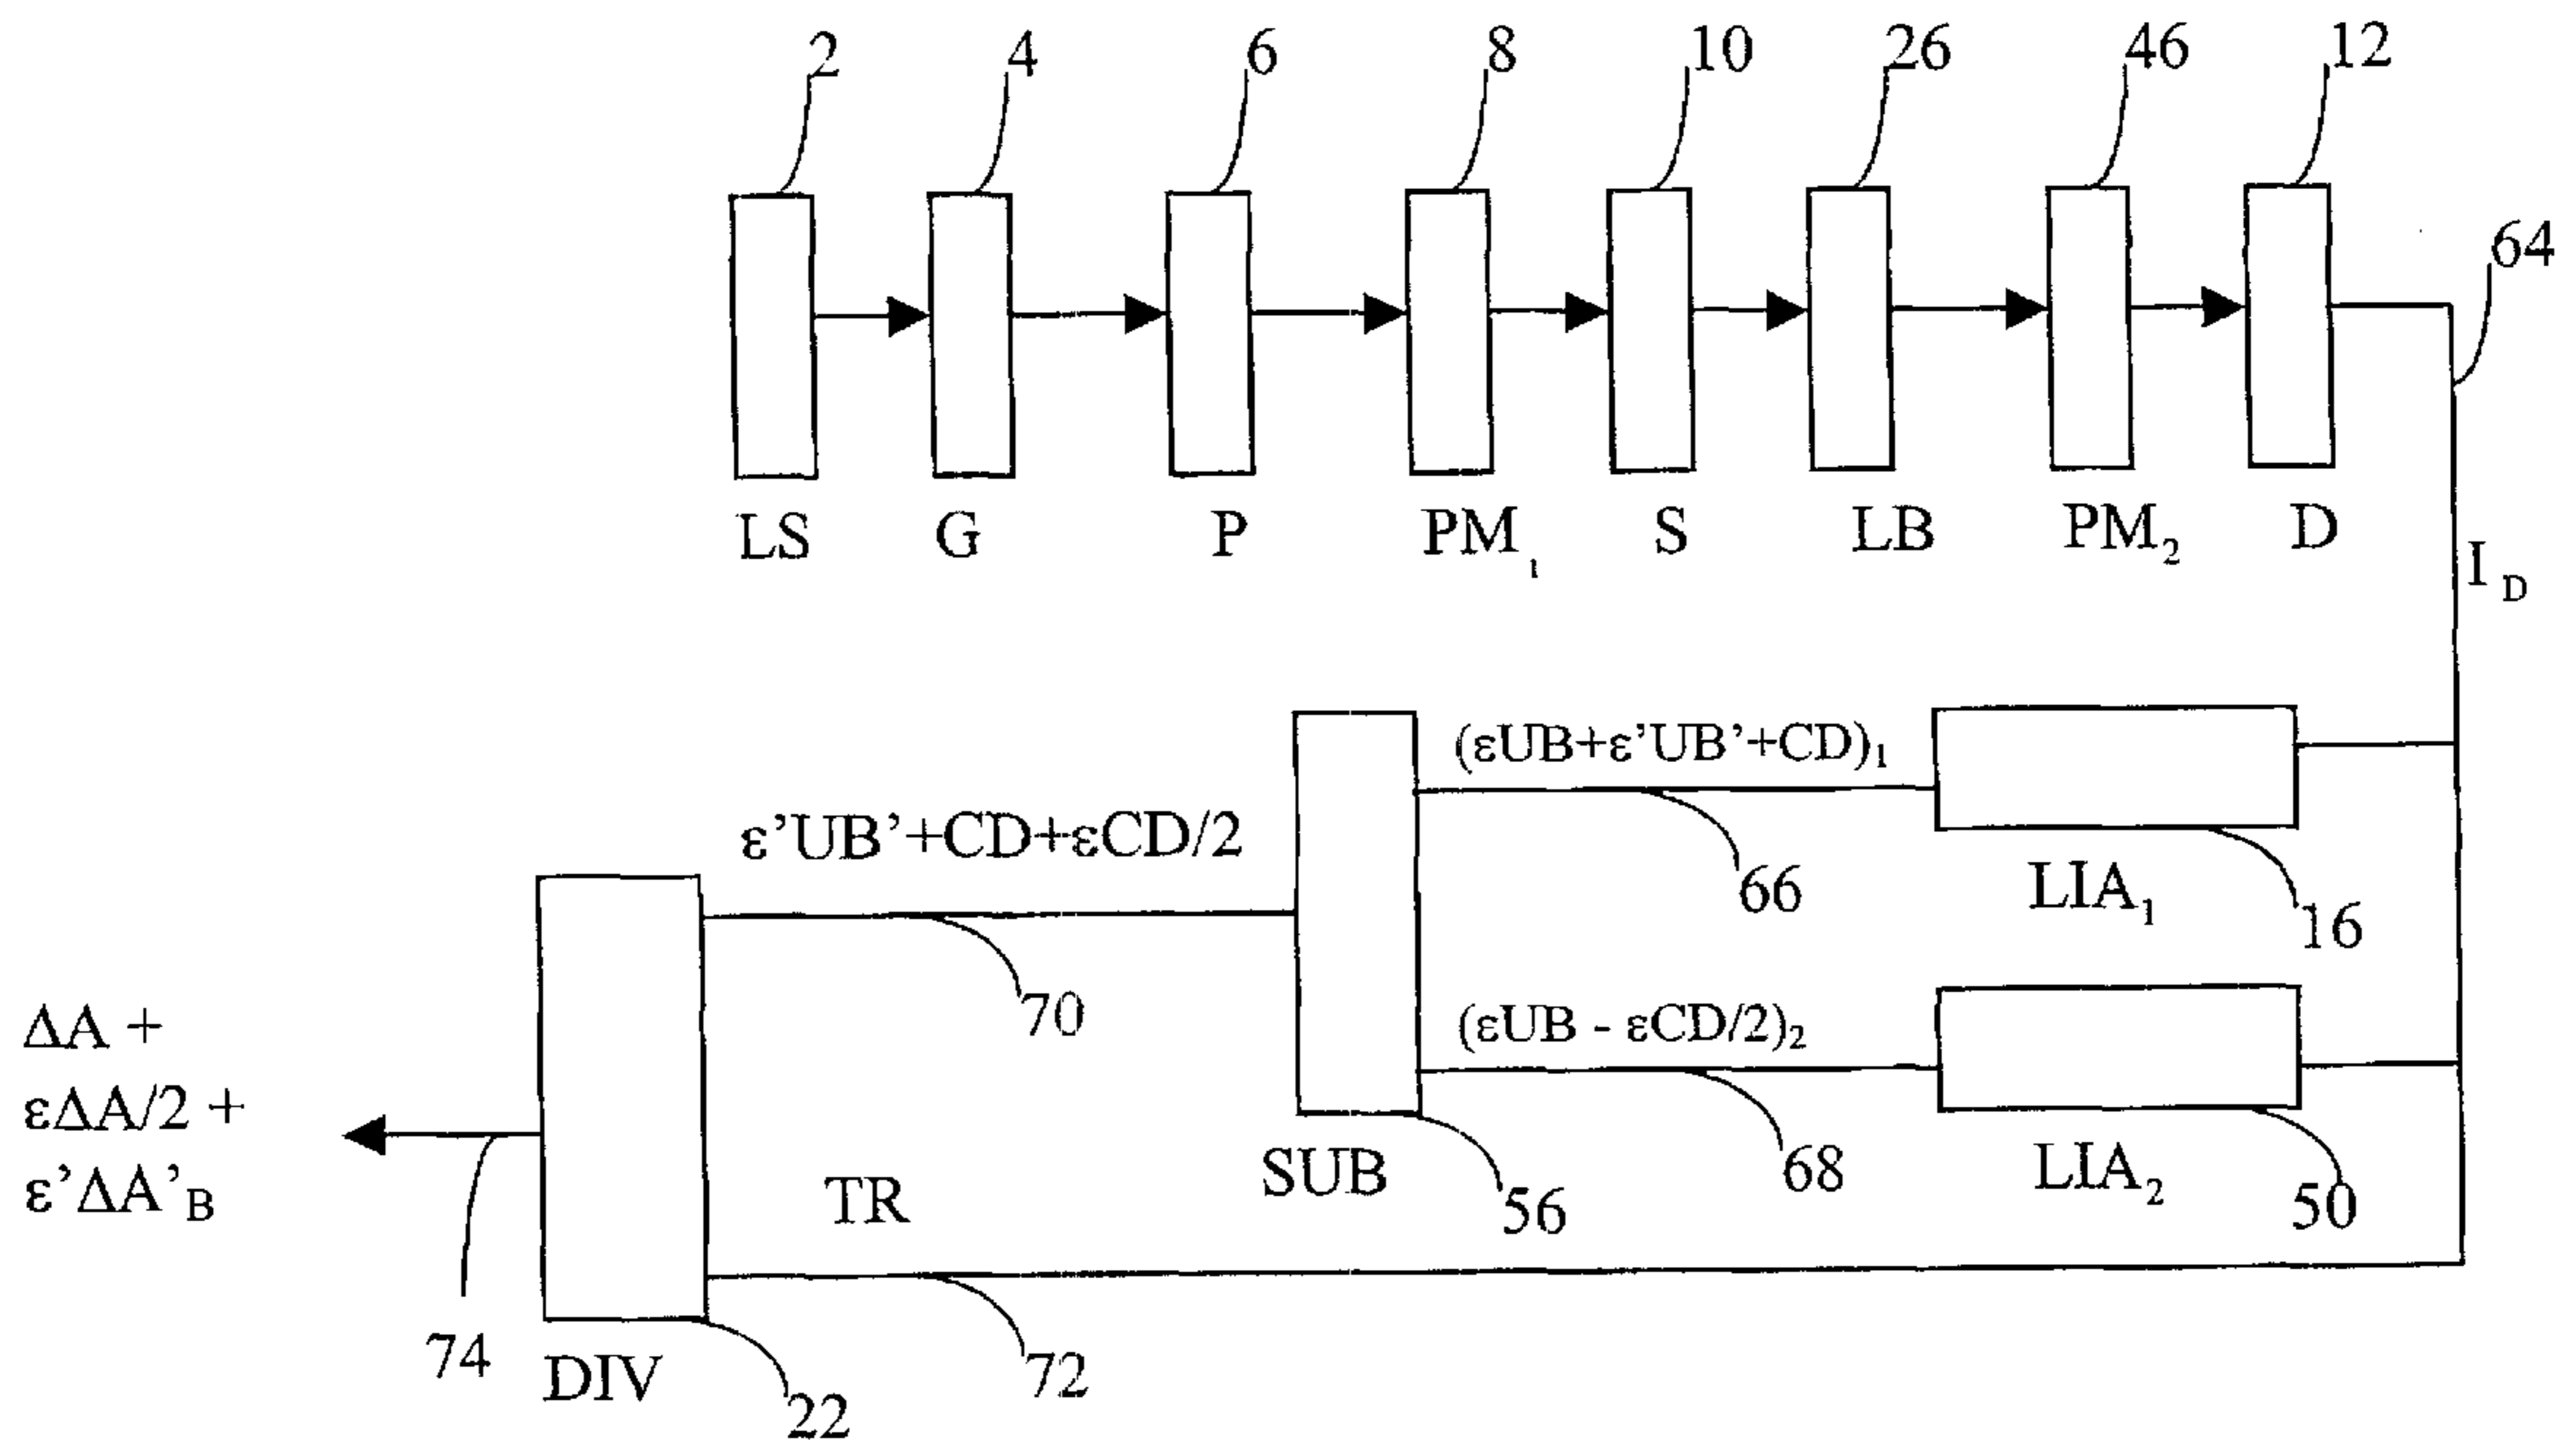 2 4 6 8 10 26 46 12
64
LS G P PM₁ S LB PM₂ D
I D
(εUB+ε’UB’+CD)₁
ε’UB’+CD+εCD/2
66
LIA₁
16
70
(εUB - εCD/2)₂
ΔA +
εΔA/2 +
ε’ΔA’B
SUB
68
LIA₂
TR
56
50
74
DIV
72
22